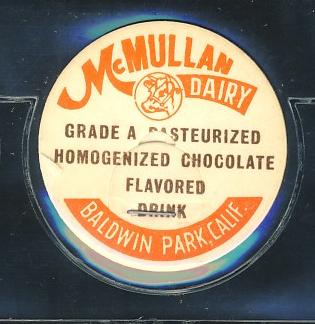 McMULLAN
DAIRY
GRADE A PASTEURIZED
HOMOGENIZED CHOCOLATE
FLAVORED
DRINK
BALDWIN PARK, CALIF.